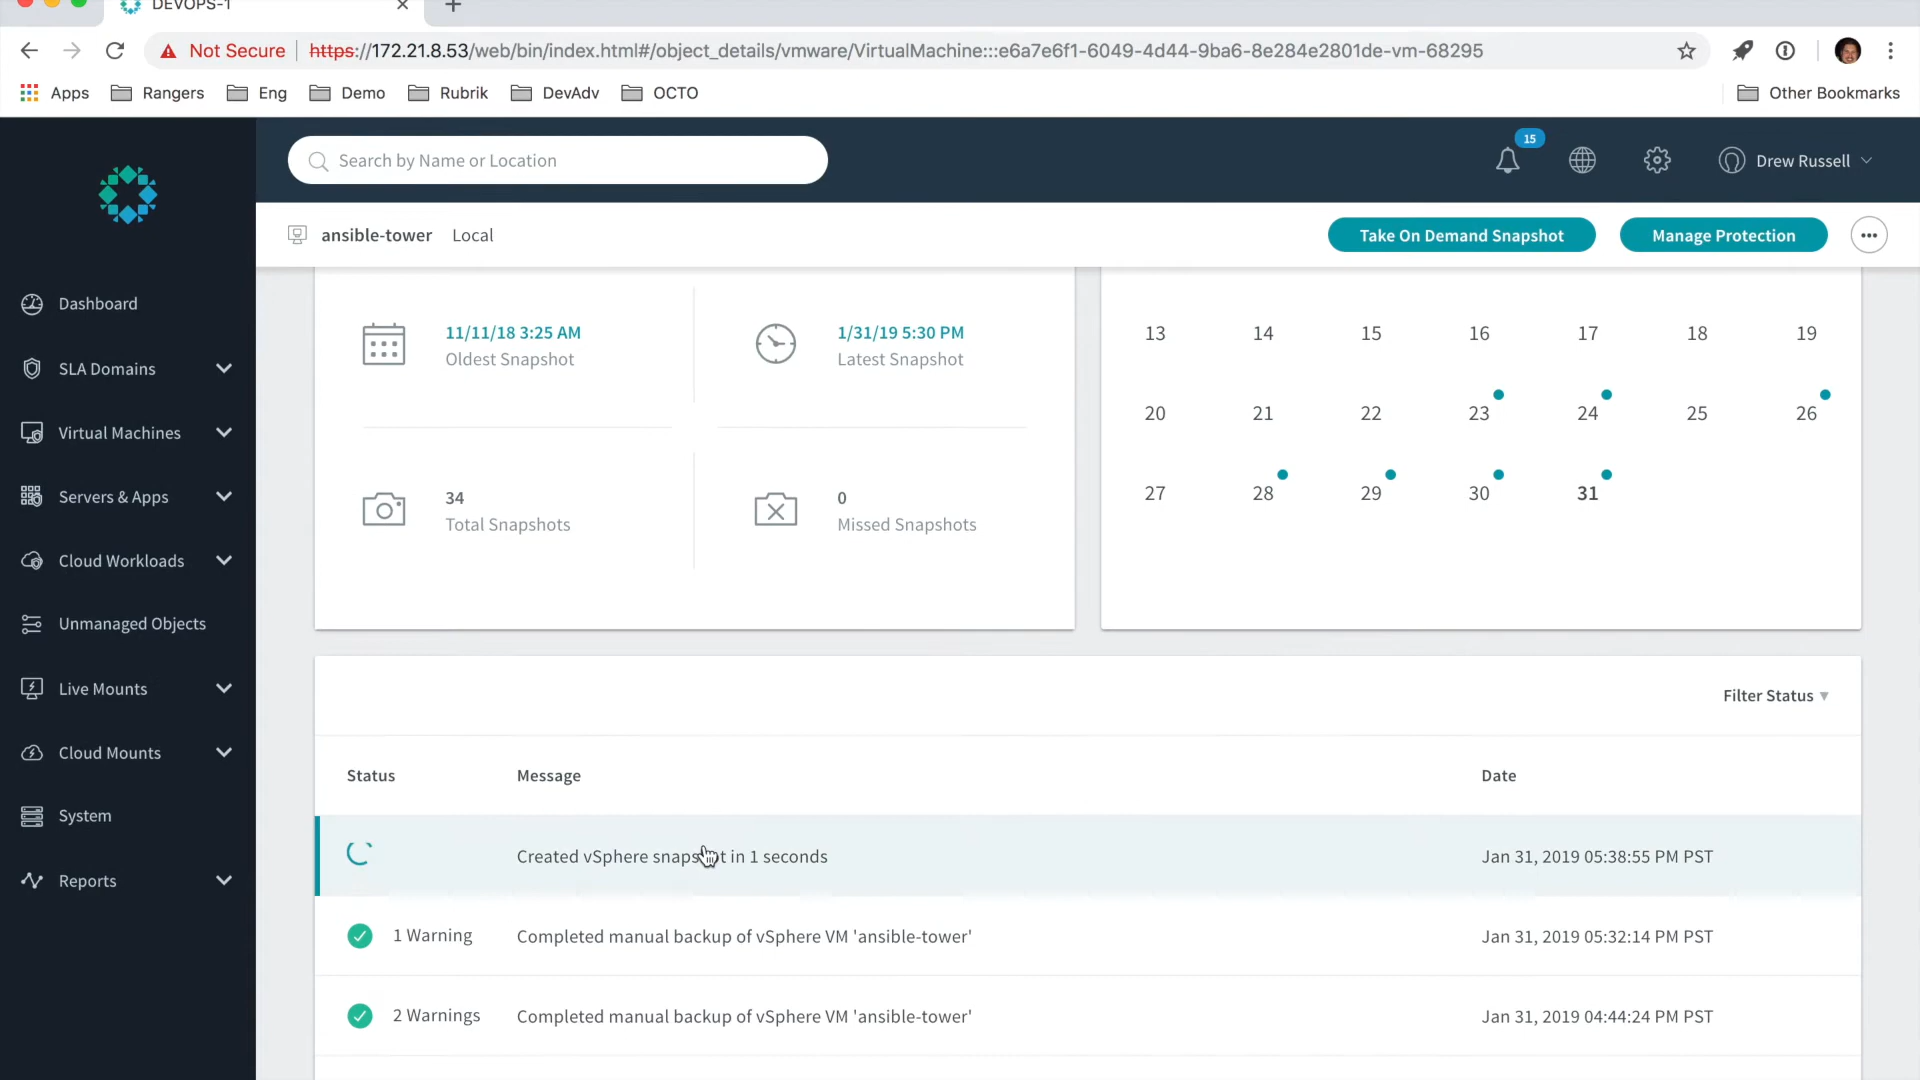 DEVOPS-1
Not Secure https://172.21.8.53/web/bin/index.html#/object_details/vmware/VirtualMachine:::e6a7e6f1-6049-4d44-9ba6-8e284e2801de-vm-68295
Apps Rangers Eng Demo Rubrik DevAdv OCTO Other Bookmarks
Search by Name or Location
15
Drew Russell
ansible-tower Local
Take On Demand Snapshot
Manage Protection
Dashboard
SLA Domains
Virtual Machines
Servers & Apps
Cloud Workloads
Unmanaged Objects
Live Mounts
Cloud Mounts
System
Reports
11/11/18 3:25 AM
Oldest Snapshot
1/31/19 5:30 PM
Latest Snapshot
34
Total Snapshots
0
Missed Snapshots
13 14 15 16 17 18 19
20 21 22 23 24 25 26
27 28 29 30 31
Filter Status
Status Message Date
Created vSphere snapshot in 1 seconds Jan 31, 2019 05:38:55 PM PST
1 Warning Completed manual backup of vSphere VM 'ansible-tower' Jan 31, 2019 05:32:14 PM PST
2 Warnings Completed manual backup of vSphere VM 'ansible-tower' Jan 31, 2019 04:44:24 PM PST